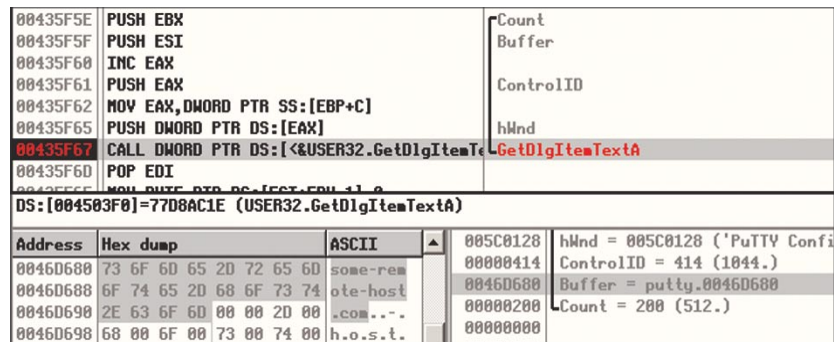 00435F5E PUSH EBX Count
00435F5F PUSH ESI Buffer
00435F60 INC EAX
00435F61 PUSH EAX ControlID
00435F62 MOV EAX,DWORD PTR SS:[EBP+C]
00435F65 PUSH DWORD PTR DS:[EAX] hWnd
00435F67 CALL DWORD PTR DS:[<&USER32.GetDlgItemTe GetDlgItemTextA
00435F6D POP EDI
DS:[004503F0]=77D8AC1E (USER32.GetDlgItemTextA)
Address Hex dump ASCII
0046D680 73 6F 6D 65 2D 72 65 6D some-rem
0046D688 6F 74 65 2D 68 6F 73 74 ote-host
0046D690 2E 63 6F 6D 00 00 2D 00 .com..-.
0046D698 68 00 6F 00 73 00 74 00 h.o.s.t.
005C0128 hWnd = 005C0128 ('PuTTY Confi
00000414 ControlID = 414 (1044.)
0046D680 Buffer = putty.0046D680
00000200 Count = 200 (512.)
00000000